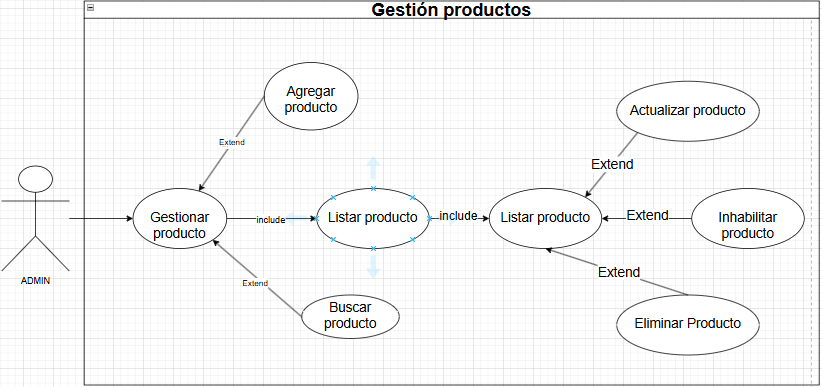 Gestión productos
Agregar
producto
Actualizar producto
Extend
Extend
Gestionar
producto
include
Listar producto
include
Listar producto
Extend
Inhabilitar
producto
Extend
Extend
ADMIN
Buscar
producto
Eliminar Producto